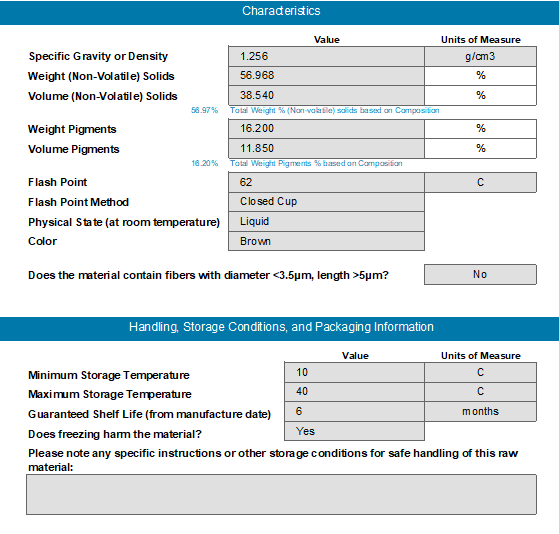 Characteristics
Value Units of Measure
Specific Gravity or Density 1.256 g/cm3
Weight (Non-Volatile) Solids 56.968 %
Volume (Non-Volatile) Solids 38.540 %
56.97% Total Weight % (Non-volatile) solids based on Composition
Weight Pigments 16.200 %
Volume Pigments 11.850 %
16.20% Total Weight Pigments % based on Composition
Flash Point 62 C
Flash Point Method Closed Cup
Physical State (at room temperature) Liquid
Color Brown
Does the material contain fibers with diameter <3.5µm, length >5µm? No
Handling, Storage Conditions, and Packaging Information
Value Units of Measure
Minimum Storage Temperature 10 C
Maximum Storage Temperature 40 C
Guaranteed Shelf Life (from manufacture date) 6 months
Does freezing harm the material? Yes
Please note any specific instructions or other storage conditions for safe handling of this raw
material: